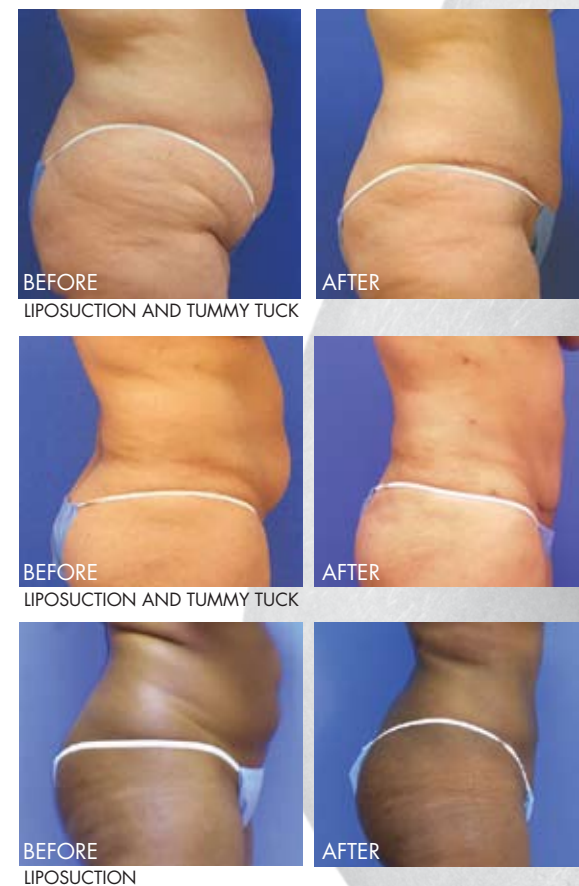 BEFORE
AFTER
LIPOSUCTION AND TUMMY TUCK
BEFORE
AFTER
LIPOSUCTION AND TUMMY TUCK
BEFORE
AFTER
LIPOSUCTION